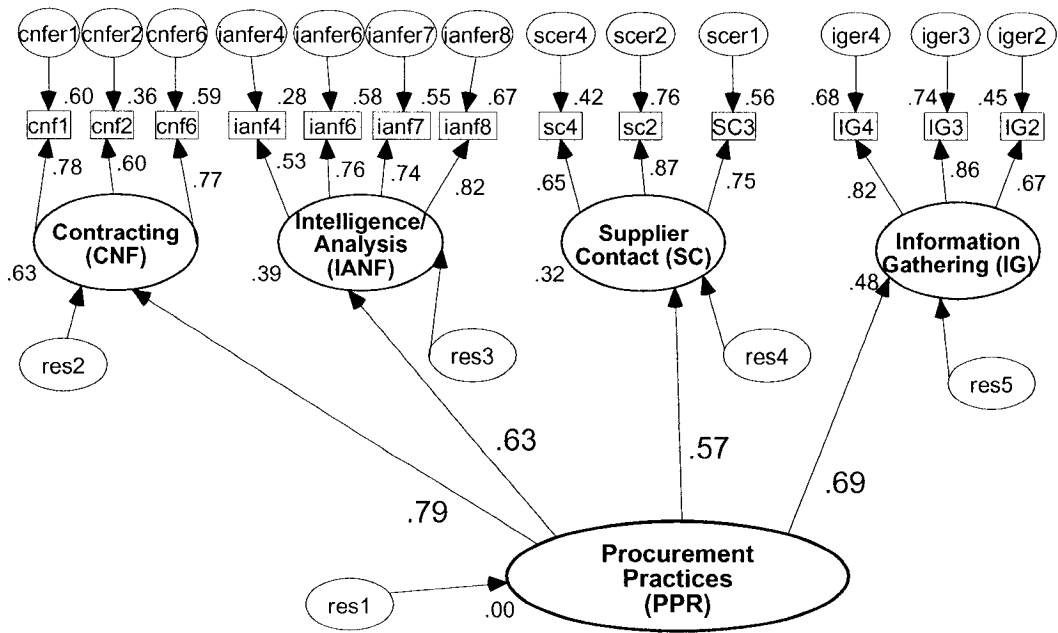 cnfer1 cnfer2 cnfer6 ianfer4 ianfer6 ianfer7 ianfer8 scer4 scer2 scer1 iger4 iger3 iger2
.60 .36 .59 .28 .58 .55 .67 .42 .76 .56 .68 .74 .45
cnf1 cnf2 cnf6 ianf4 ianf6 ianf7 ianf8 sc4 sc2 SC3 IG4 IG3 IG2
.78 .60 .77 .53 .76 .74 .82 .65 .87 .75 .82 .86 .67
Contracting
(CNF)
.63
Intelligence/
Analysis
(IANF)
.39
Supplier
Contact (SC)
.32
Information
Gathering (IG)
.48
res2 res3 res4 res5
.79 .63 .57 .69
Procurement
Practices
(PPR)
res1
.00